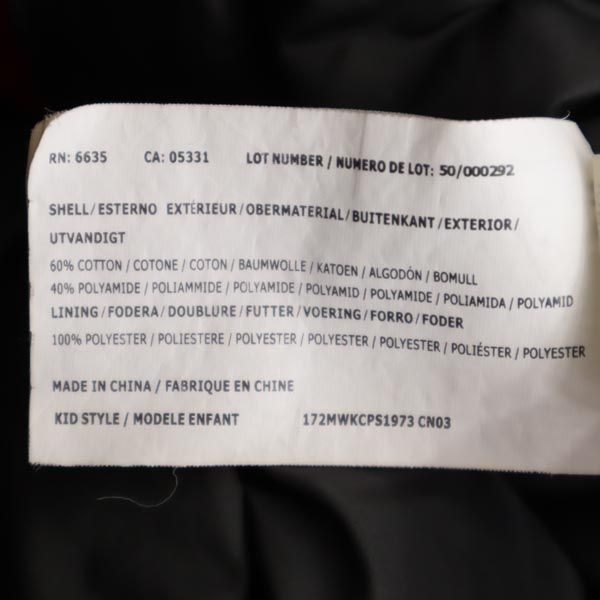 RN: 6635 CA: 05331 LOT NUMBER / NUMERO DE LOT: 50/000292
SHELL/ESTERNO EXTÉRIEUR/OBERMATERIAL/BUITENKANT/EXTERIOR/
UTVANDIGT
60% COTTON / COTONE / COTON / BAUMWOLLE / KATOEN / ALGODÓN / BOMULL
40% POLYAMIDE / POLIAMMIDE / POLYAMIDE / POLYAMID / POLYAMIDE / POLIAMIDA / POLYAMID
LINING/FODERA/DOUBLURE/FUTTER/VOERING/FORRO/FODER
100% POLYESTER / POLIESTERE / POLYESTER / POLYESTER / POLYESTER / POLIÉSTER / POLYESTER
MADE IN CHINA / FABRIQUE EN CHINE
KID STYLE / MODELE ENFANT 172MWKCPS1973 CN03